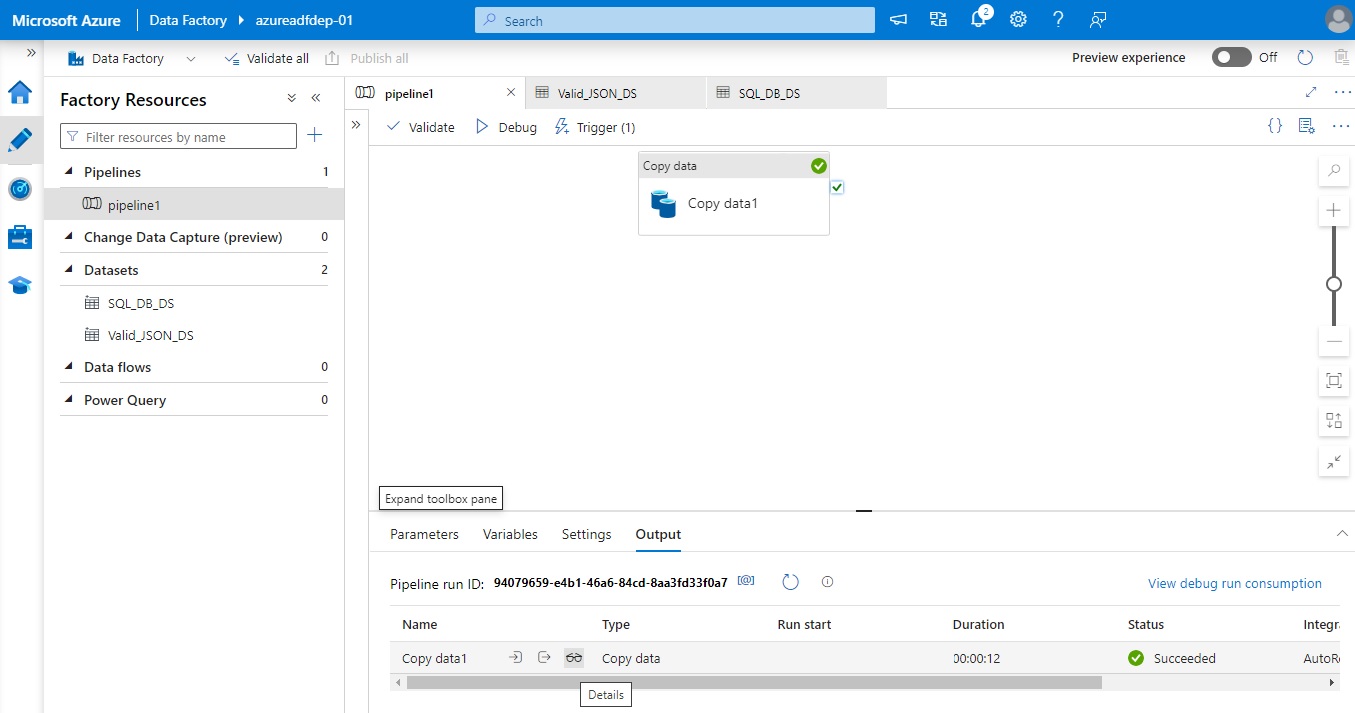 Microsoft Azure Data Factory azureadfdep-01 Search 2
Data Factory Validate all Publish all Preview experience Off
Factory Resources
Filter resources by name
Pipelines 1
pipeline1
Change Data Capture (preview) 0
Datasets 2
SQL_DB_DS
Valid_JSON_DS
Data flows 0
Power Query 0
pipeline1 Valid_JSON_DS SQL_DB_DS
Validate Debug Trigger (1)
Copy data
Copy data1
Expand toolbox pane
Parameters Variables Settings Output
Pipeline run ID: 94079659-e4b1-46a6-84cd-8aa3fd33f0a7 [@] View debug run consumption
Name Type Run start Duration Status Integra
Copy data1 Copy data 00:00:12 Succeeded AutoRe
Details